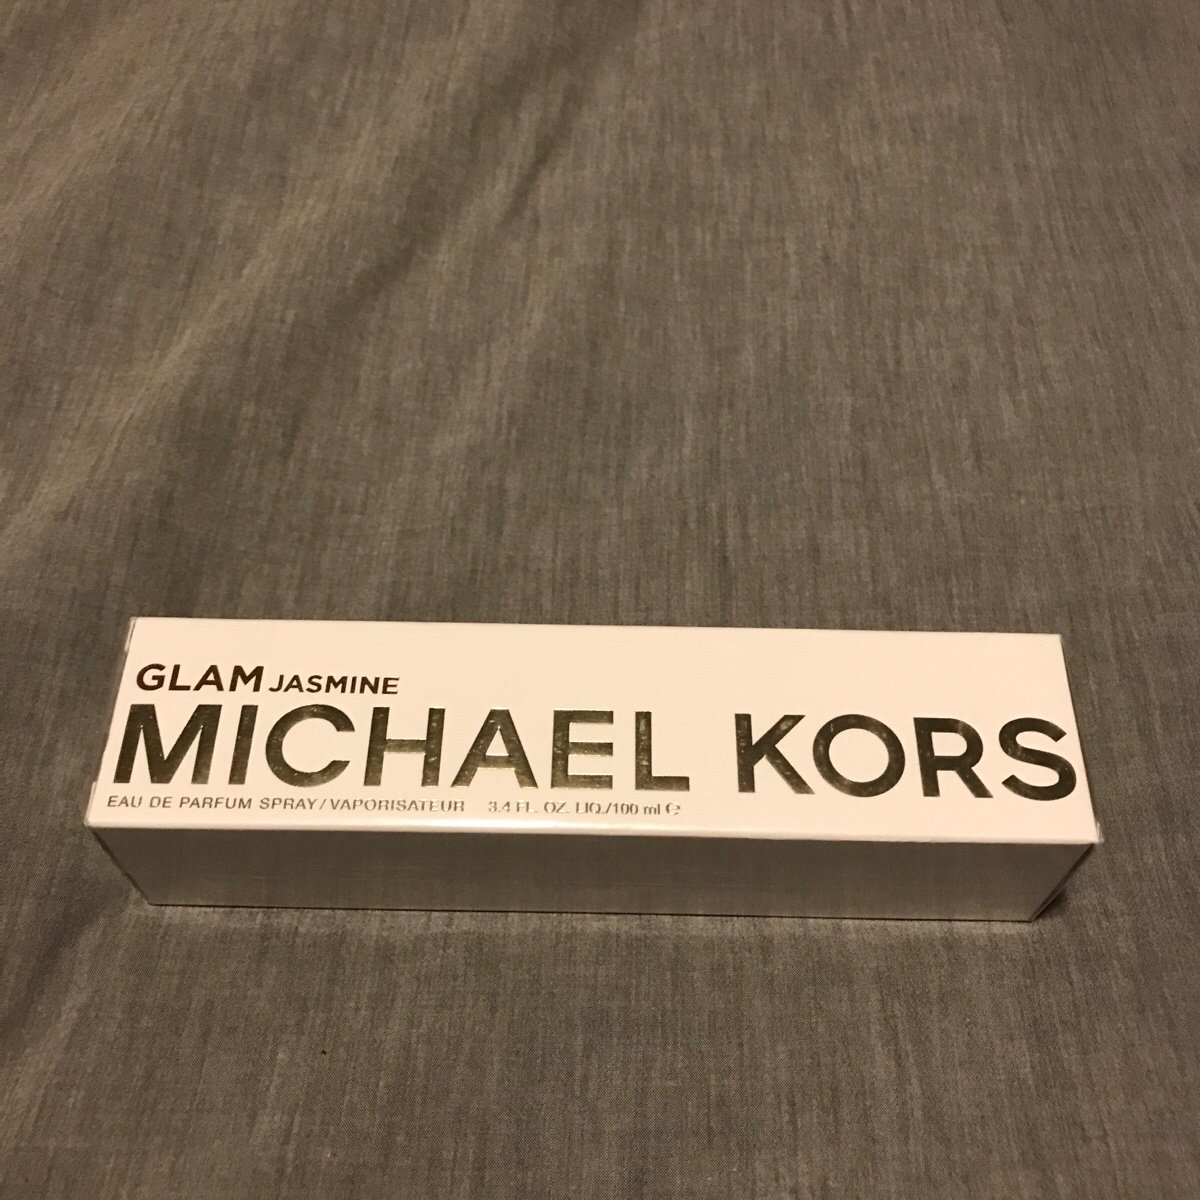 GLAM JASMINE
MICHAEL KORS
EAU DE PARFUM SPRAY/VAPORISATEUR 3.4 FL. OZ. LIQ./100 ml ℮